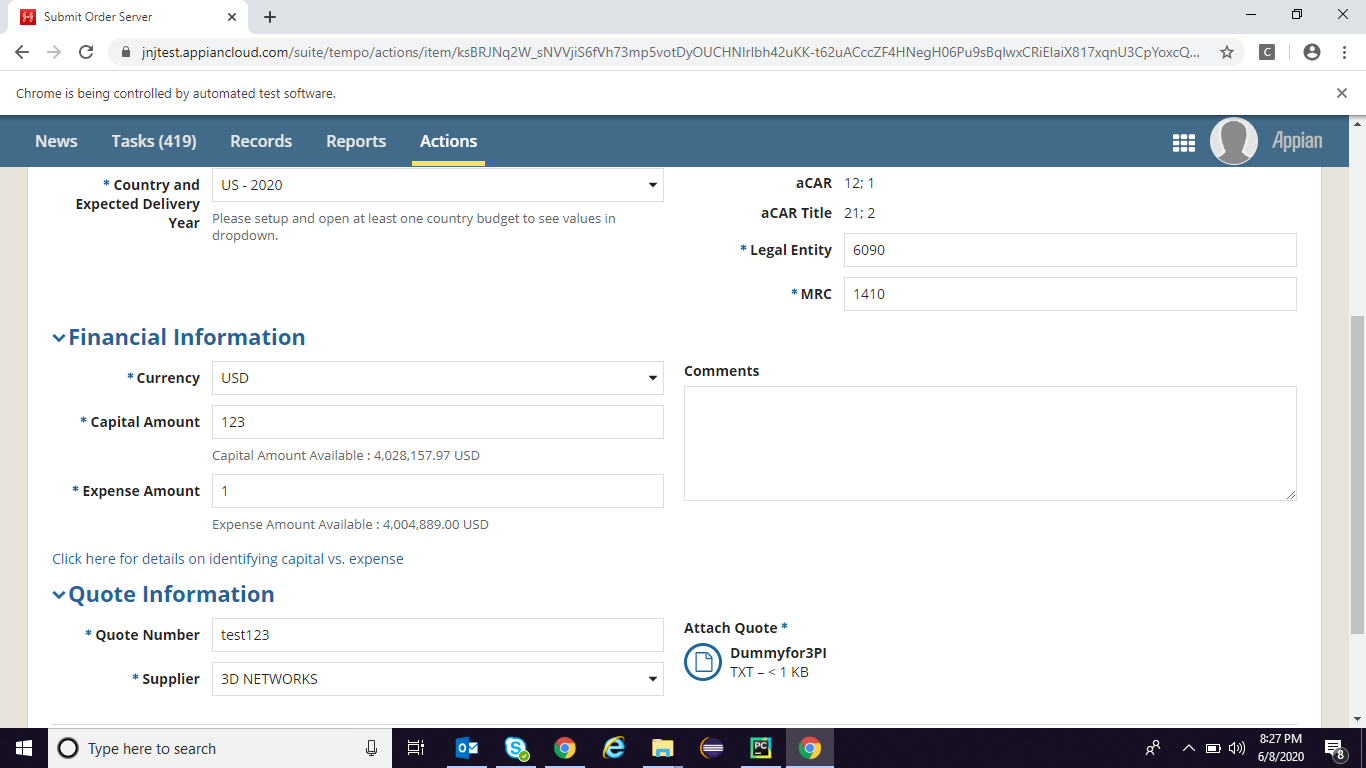 Submit Order Server
jnjtest.appiancloud.com/suite/tempo/actions/item/ksBRJNq2W_sNVVjiS6fVh73mp5votDyOUCHNIrlbh42uKK-t62uACccZF4HNegH06Pu9sBqlwxCRiElaiX817xqnU3CpYoxcQ...
C
Chrome is being controlled by automated test software.
News Tasks (419) Records Reports Actions Appian
* Country and Expected Delivery Year
US - 2020
Please setup and open at least one country budget to see values in
dropdown.
aCAR 12; 1
aCAR Title 21; 2
* Legal Entity 6090
* MRC 1410
Financial Information
* Currency USD
* Capital Amount 123
Capital Amount Available : 4,028,157.97 USD
* Expense Amount 1
Expense Amount Available : 4,004,889.00 USD
Comments
Click here for details on identifying capital vs. expense
Quote Information
* Quote Number test123
* Supplier 3D NETWORKS
Attach Quote *
Dummyfor3PI
TXT – < 1 KB
Type here to search
PC
8:27 PM
6/8/2020
8